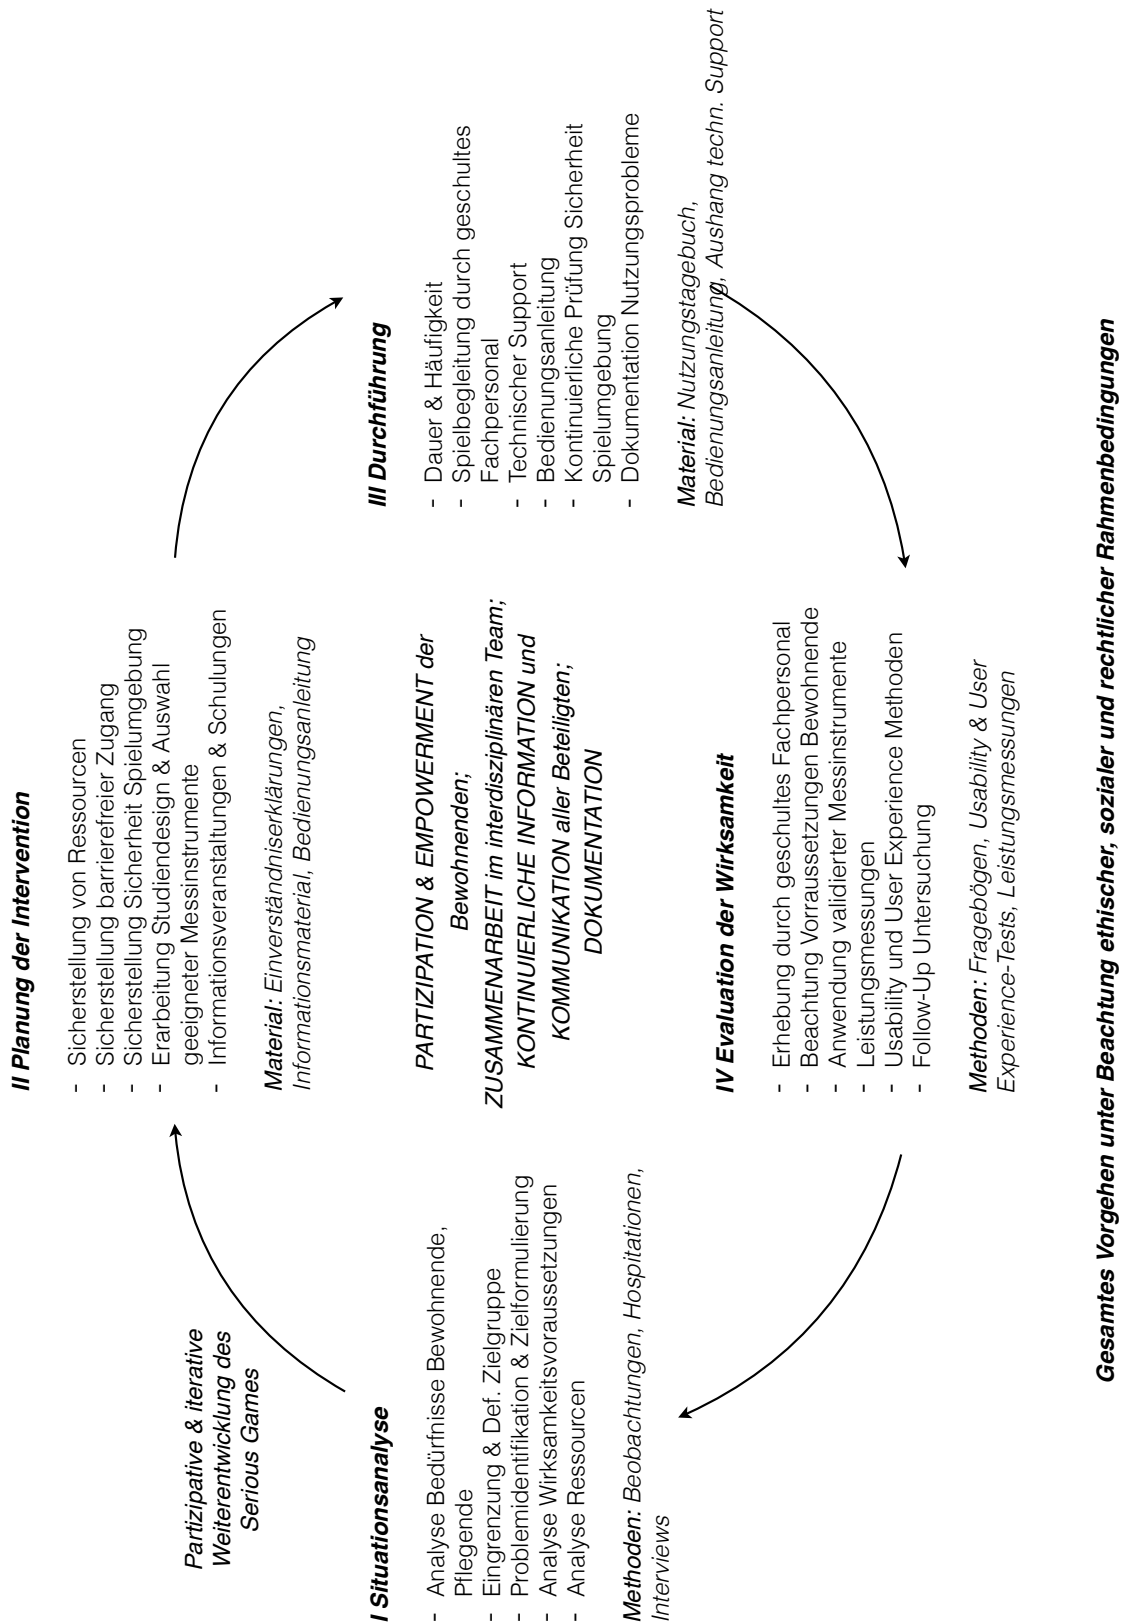 Partizipative & iterative
Weiterentwicklung des
Serious Games
I Situationsanalyse
- Analyse Bedürfnisse Bewohnende,
Pflegende
- Eingrenzung & Def. Zielgruppe
- Problemidentifikation & Zielformulierung
- Analyse Wirksamkeitsvoraussetzungen
- Analyse Ressourcen
Methoden: Beobachtungen, Hospitationen,
Interviews
II Planung der Intervention
- Sicherstellung von Ressourcen
- Sicherstellung barrierefreier Zugang
- Sicherstellung Sicherheit Spielumgebung
- Erarbeitung Studiendesign & Auswahl
geeigneter Messinstrumente
- Informationsveranstaltungen & Schulungen
Material: Einverständniserklärungen,
Informationsmaterial, Bedienungsanleitung
PARTIZIPATION & EMPOWERMENT der
Bewohnenden;
ZUSAMMENARBEIT im interdisziplinären Team;
KONTINUIERLICHE INFORMATION und
KOMMUNIKATION aller Beteiligten;
DOKUMENTATION
III Durchführung
- Dauer & Häufigkeit
- Spielbegleitung durch geschultes
Fachpersonal
- Technischer Support
- Bedienungsanleitung
- Kontinuierliche Prüfung Sicherheit
Spielumgebung
- Dokumentation Nutzungsprobleme
Material: Nutzungstagebuch,
Bedienungsanleitung, Aushang techn. Support
IV Evaluation der Wirksamkeit
- Erhebung durch geschultes Fachpersonal
- Beachtung Vorraussetzungen Bewohnende
- Anwendung validierter Messinstrumente
- Leistungsmessungen
- Usability und User Experience Methoden
- Follow-Up Untersuchung
Methoden: Fragebögen, Usability & User
Experience-Tests, Leistungsmessungen
Gesamtes Vorgehen unter Beachtung ethischer, sozialer und rechtlicher Rahmenbedingungen